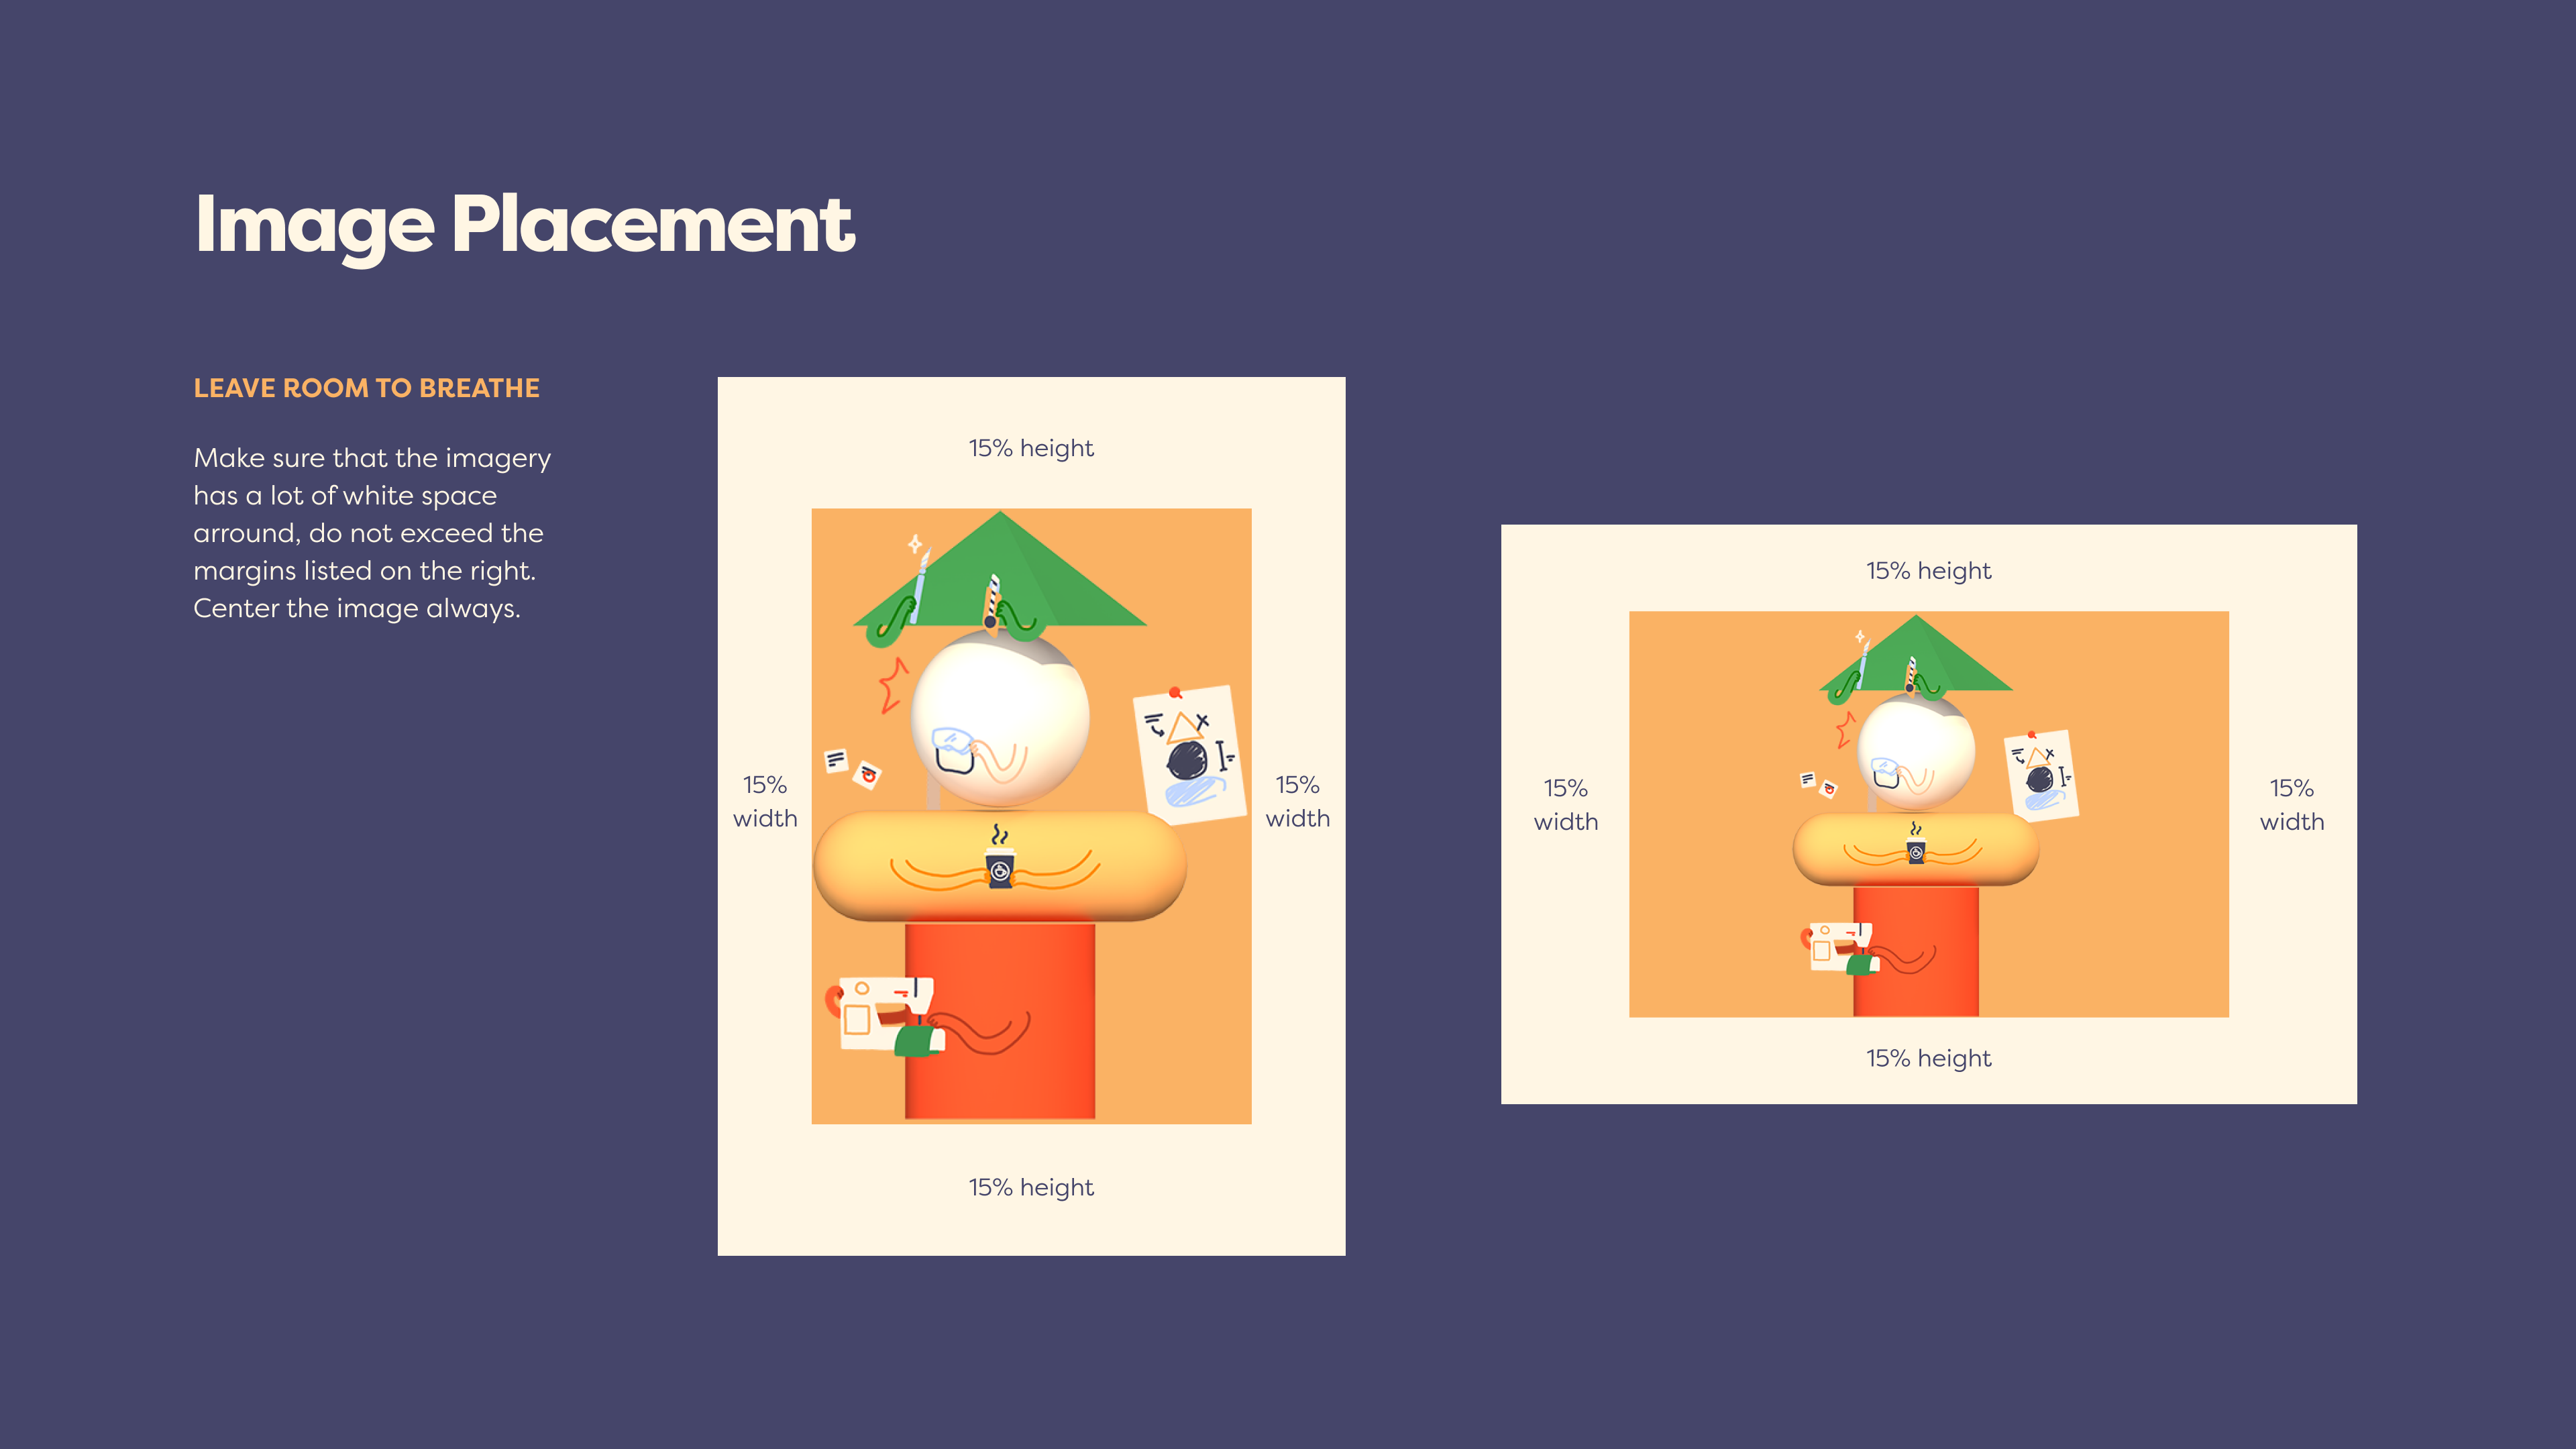 Image Placement
LEAVE ROOM TO BREATHE
Make sure that the imagery
has a lot of white space
arround, do not exceed the
margins listed on the right.
Center the image always.
15% height
15%
width
15%
width
15% height
15% height
15%
width
15%
width
15% height